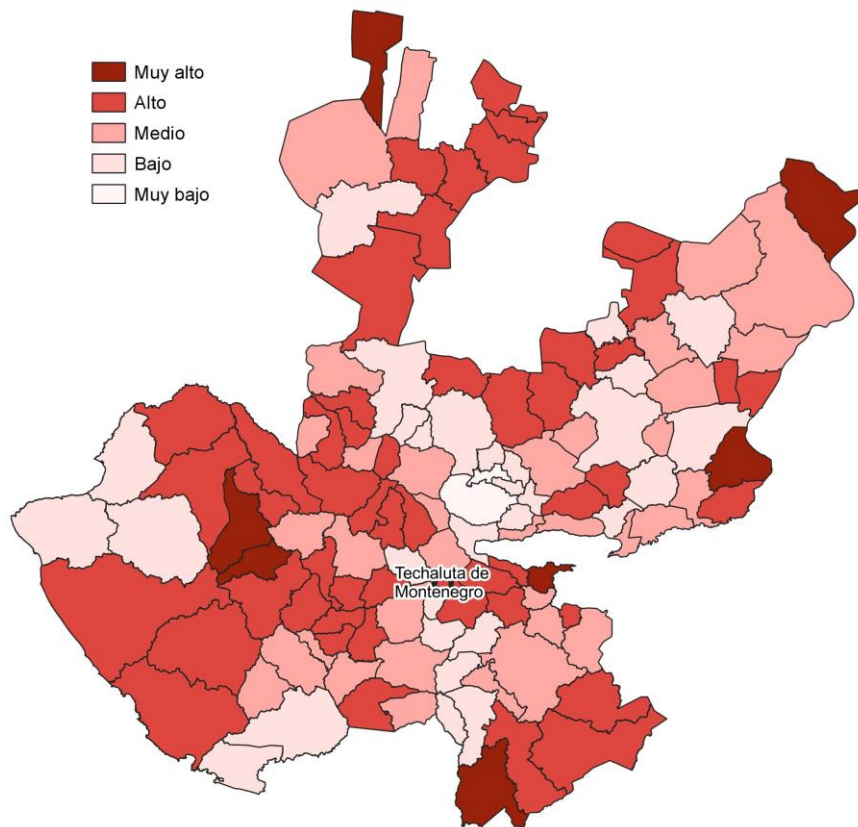 Muy alto
Alto
Medio
Bajo
Muy bajo
Techaluta de
Montenegro